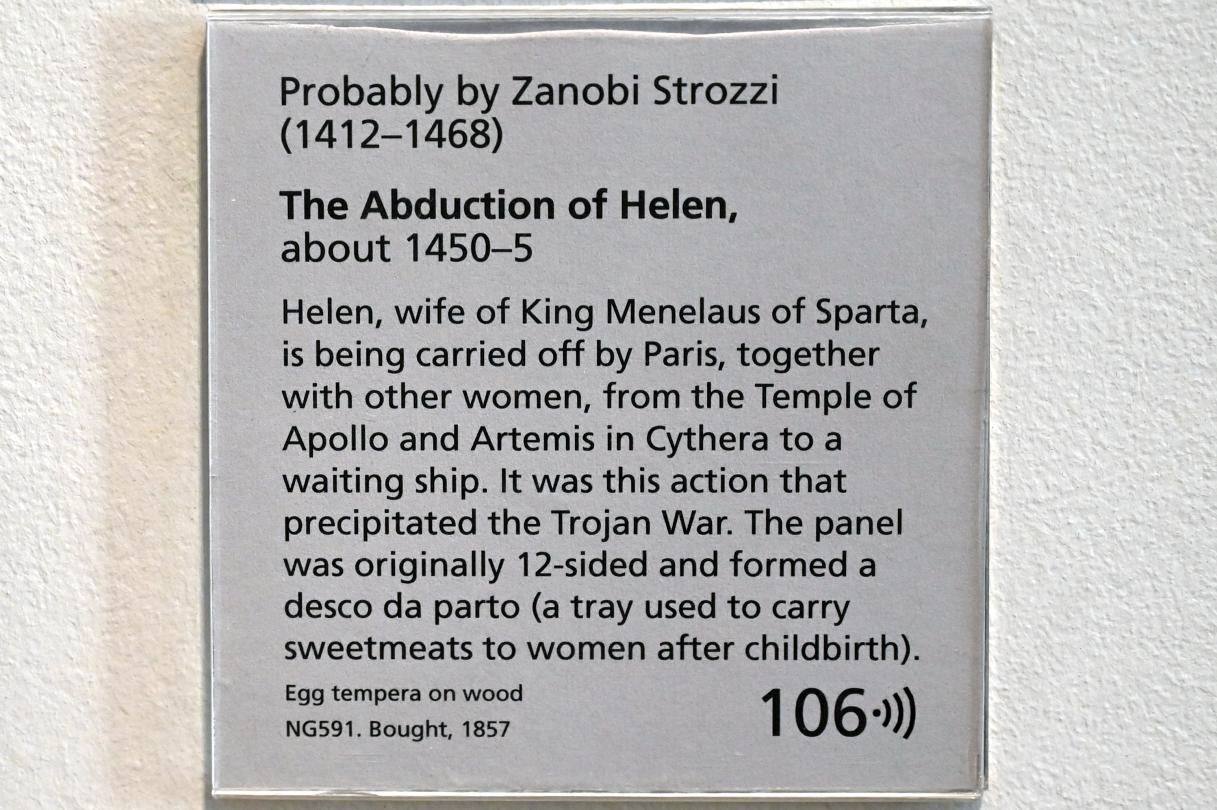 Probably by Zanobi Strozzi
(1412–1468)
The Abduction of Helen,
about 1450–5
Helen, wife of King Menelaus of Sparta,
is being carried off by Paris, together
with other women, from the Temple of
Apollo and Artemis in Cythera to a
waiting ship. It was this action that
precipitated the Trojan War. The panel
was originally 12-sided and formed a
desco da parto (a tray used to carry
sweetmeats to women after childbirth).
Egg tempera on wood
NG591. Bought, 1857
106